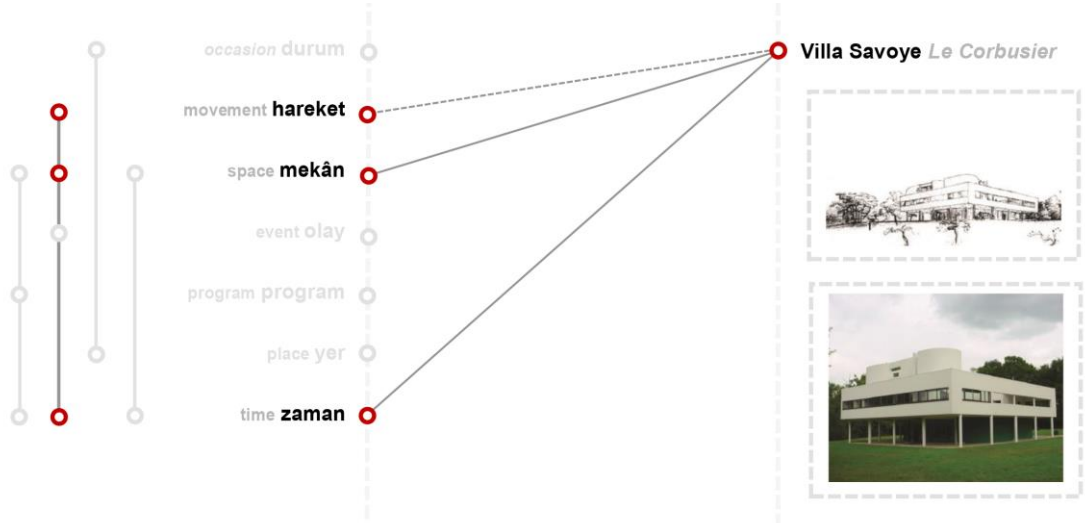 occasion durum
Villa Savoye Le Corbusier
movement hareket
space mekân
event olay
program program
place yer
time zaman